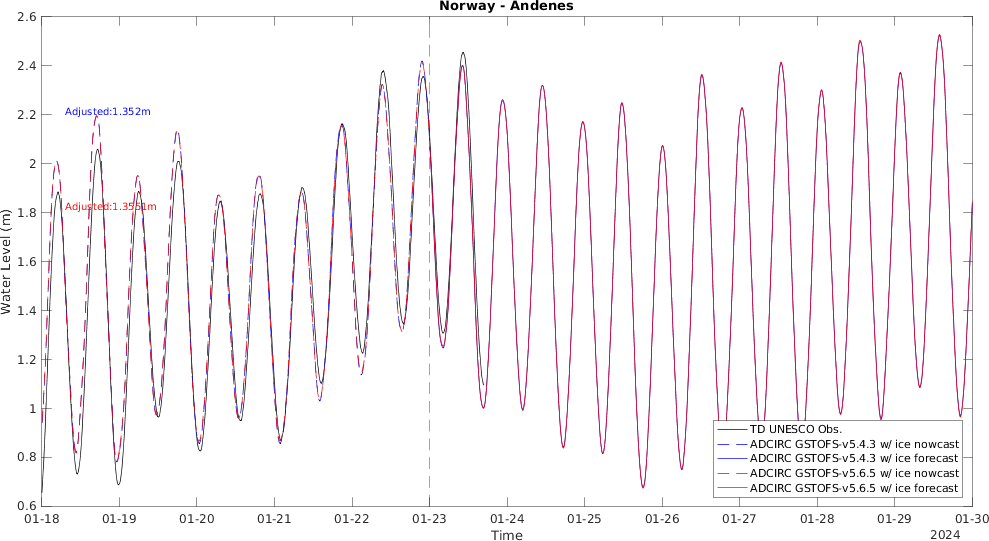 Norway - Andenes
2.6
2.4
2.2
2
1.8
1.6
1.4
1.2
1
0.8
0.6
Water Level (m)
Adjusted:1.352m
Adjusted:1.3551m
TD UNESCO Obs.
ADCIRC GSTOFS-v5.4.3 w/ ice nowcast
ADCIRC GSTOFS-v5.4.3 w/ ice forecast
ADCIRC GSTOFS-v5.6.5 w/ ice nowcast
ADCIRC GSTOFS-v5.6.5 w/ ice forecast
01-18 01-19 01-20 01-21 01-22 01-23 01-24 01-25 01-26 01-27 01-28 01-29 01-30
Time
2024